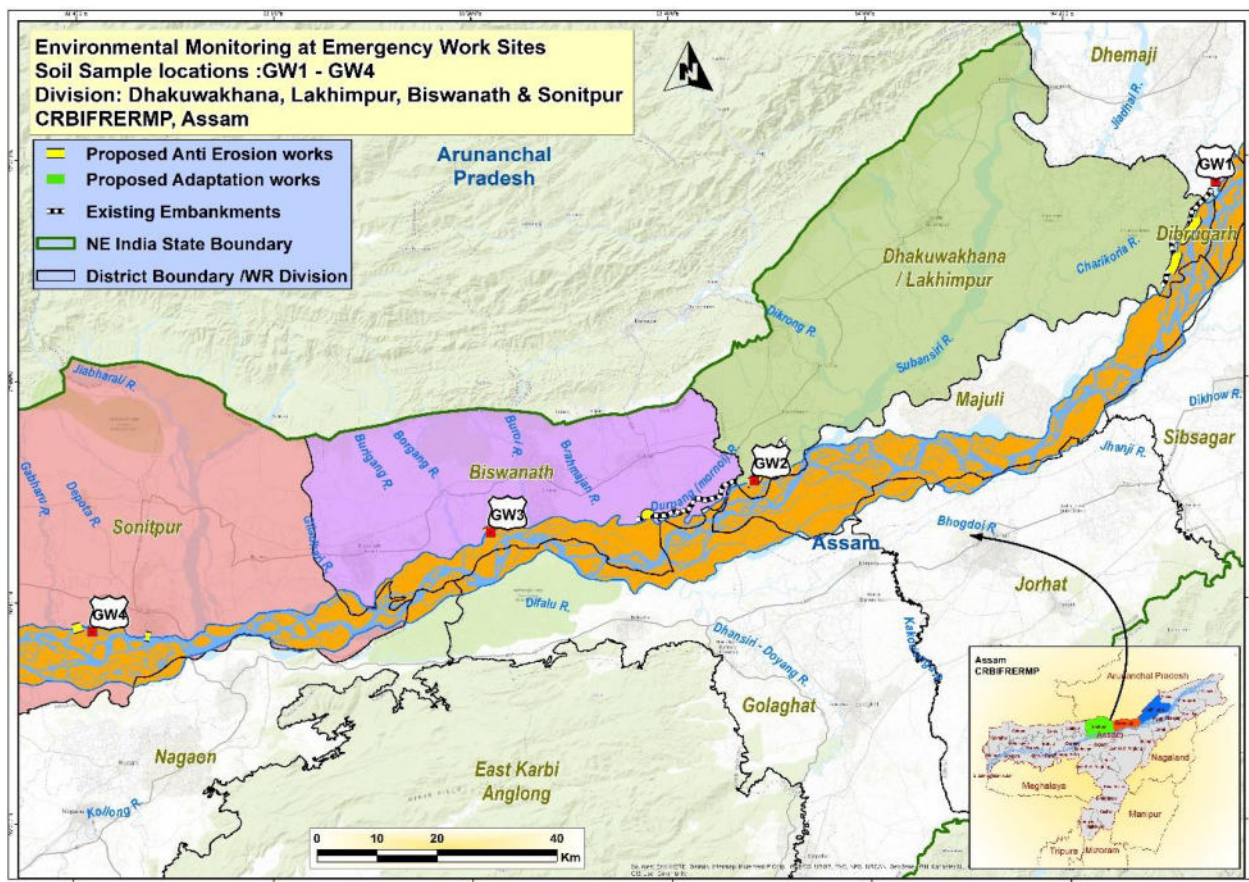 Environmental Monitoring at Emergency Work Sites
Soil Sample locations :GW1 - GW4
Division: Dhakuwakhana, Lakhimpur, Biswanath & Sonitpur
CRBIFRERMP, Assam
Proposed Anti Erosion works
Proposed Adaptation works
Existing Embankments
NE India State Boundary
District Boundary /WR Division
N
Dhemaji
Jiadhal R.
Arunanchal
Pradesh
GW1
Dibrugarh
Charikoria R.
Dhakuwakhana
/ Lakhimpur
Dikrong R.
Subansiri R.
Majuli
Dikhow R.
Sibsagar
Jhanji R.
Jiabharali R.
Gabharu R.
Depota R.
Sonitpur
Burigang R.
Borgang R.
Buroi R.
Brahmajan R.
Biswanath
Durpang (mornoi) R.
GW2
GW3
Bhogdoi R.
Assam
Jorhat
GW4
Difalu R.
Dhansiri - Doyang R.
Golaghat
Nagaon
Kollong R.
East Karbi
Anglong
0 10 20 40
Km
Assam
CRBIFRERMP
Arunanchal Pradesh
Assam
Nagaland
Meghalaya
Manipur
Tripura
Mizoram